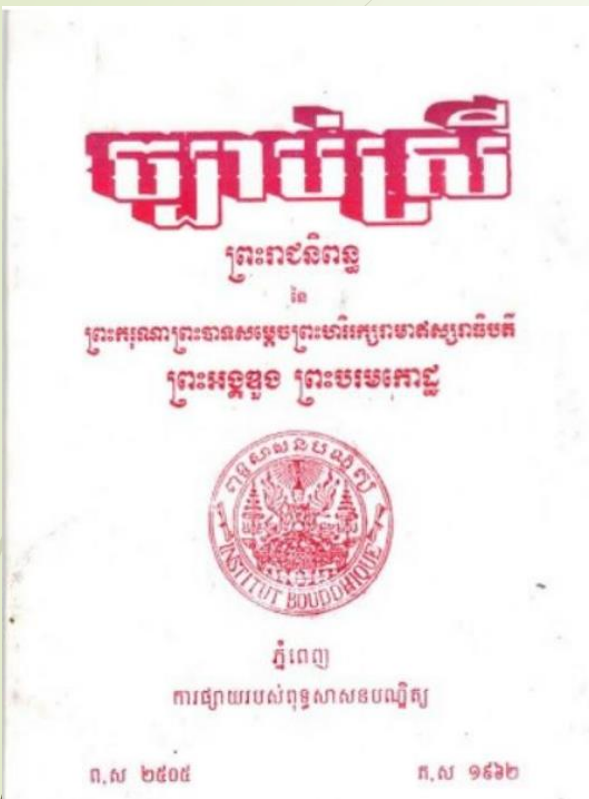 ច្បាប់ស្រី
ព្រះរាជនិពន្ធ
នៃ
ព្រះករុណាព្រះបាទសម្តេចព្រះហរិរក្សរាមាឥស្សរាធិបតី
ព្រះអង្គឌួង ព្រះបរមកោដ្ឋ
ពុទ្ធសាសនបណ្ឌិត្យ
INSTITUT BOUDDHIQUE
ភ្នំពេញ
ការផ្សាយរបស់ពុទ្ធសាសនបណ្ឌិត្យ
ព.ស ២៥០៥
គ.ស ១៩៦២